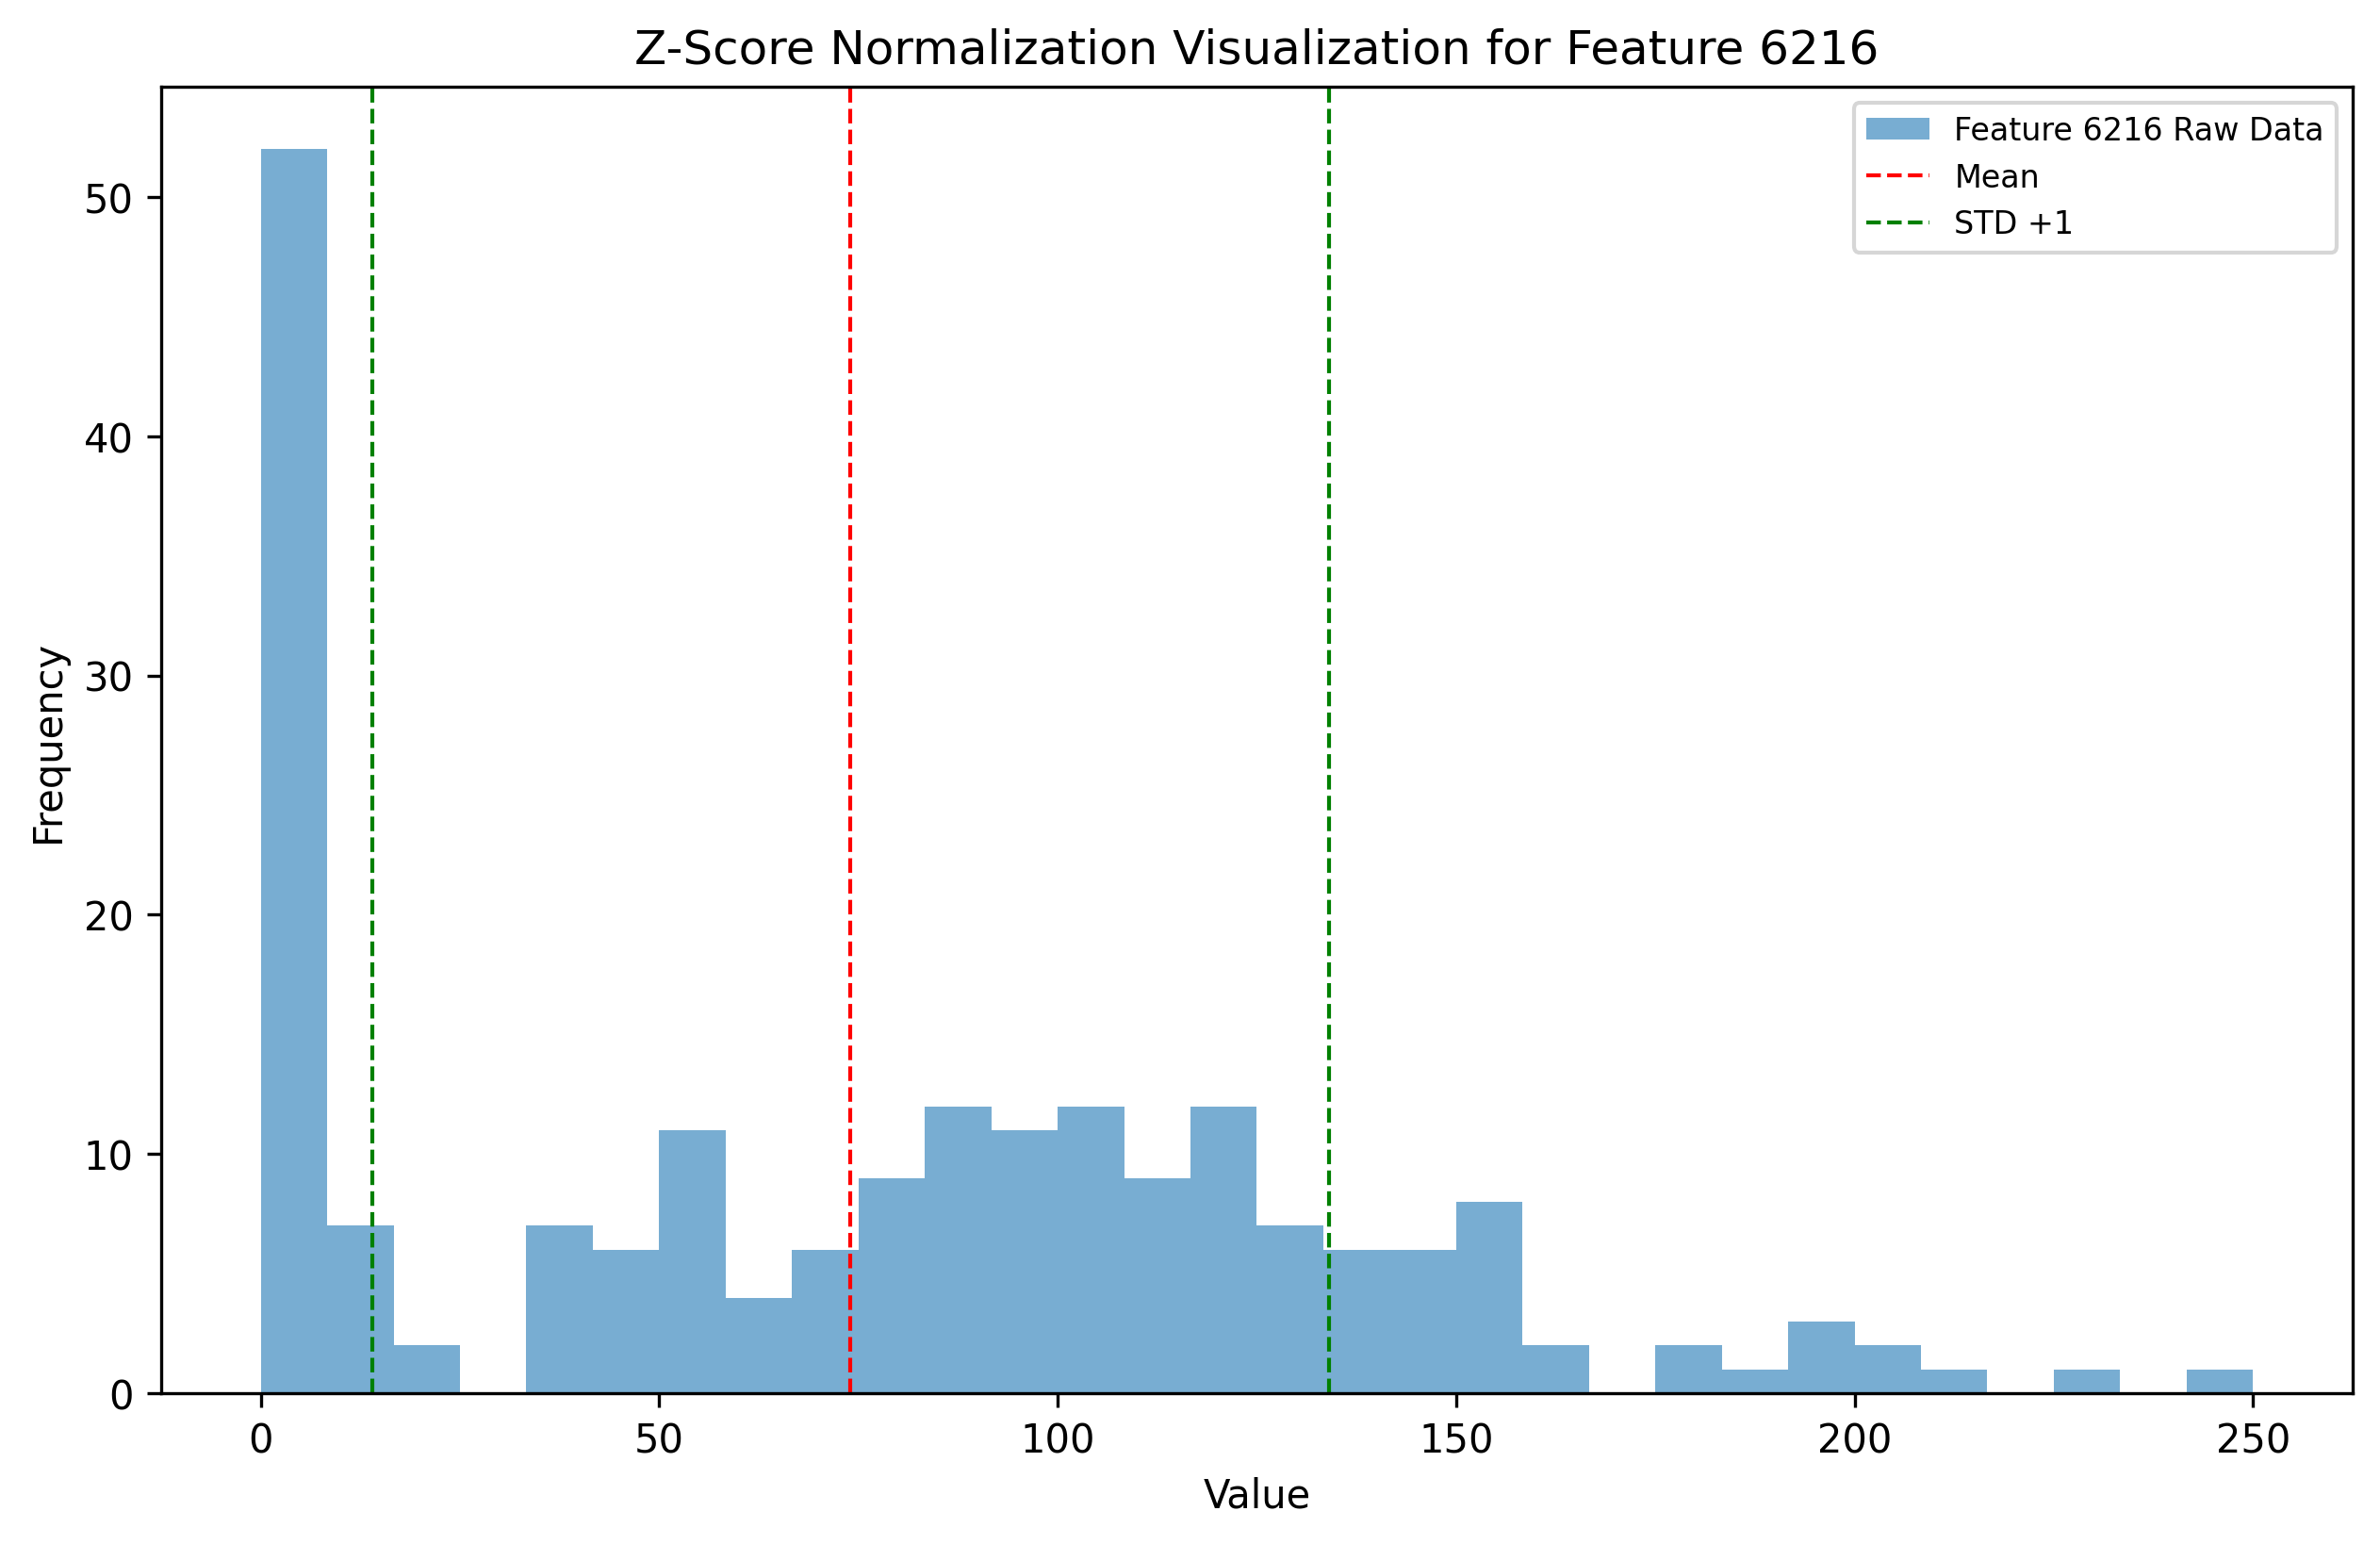 Z-Score Normalization Visualization for Feature 6216
Feature 6216 Raw Data
Mean
STD +1
Frequency
50
40
30
20
10
0
0 50 100 150 200 250
Value